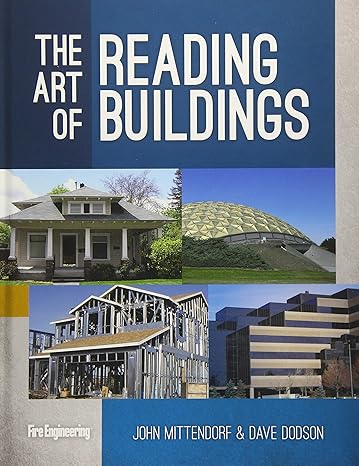 THE
ART
OF
READING
BUILDINGS
Fire Engineering
JOHN MITTENDORF & DAVE DODSON